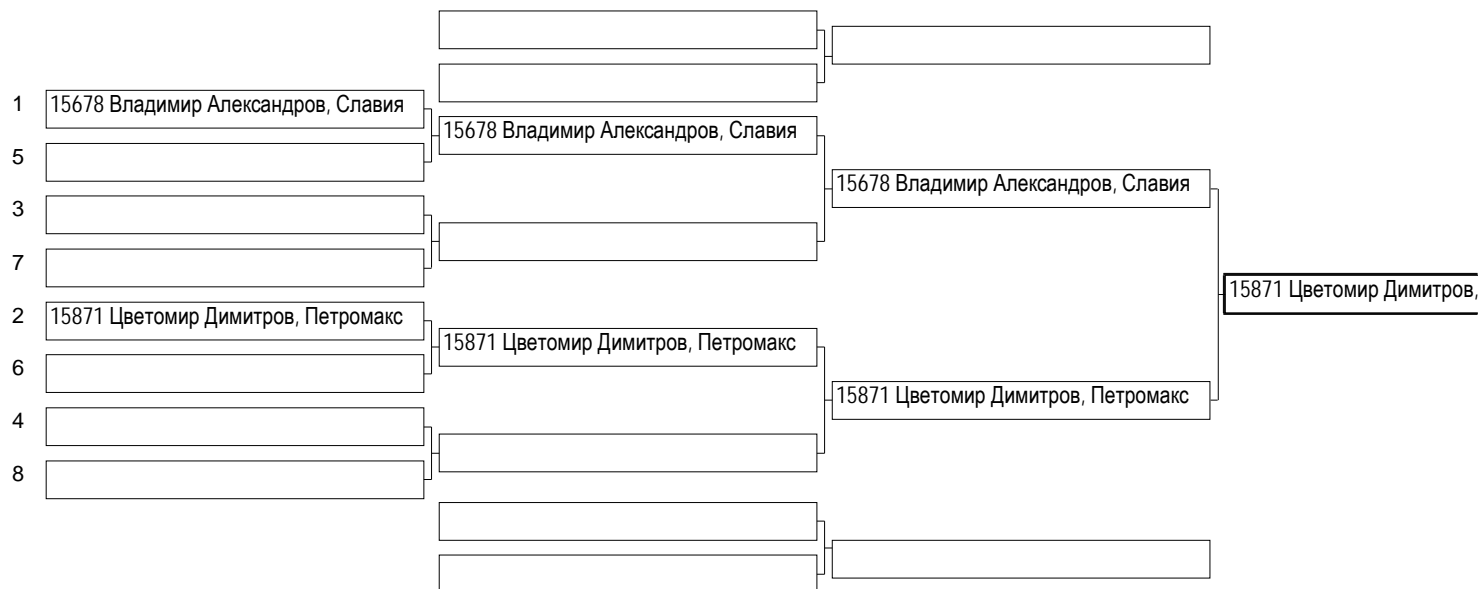 1 15678 Владимир Александров, Славия
15678 Владимир Александров, Славия
5
15678 Владимир Александров, Славия
3
7
15871 Цветомир Димитров,
2 15871 Цветомир Димитров, Петромакс
15871 Цветомир Димитров, Петромакс
6
15871 Цветомир Димитров, Петромакс
4
8